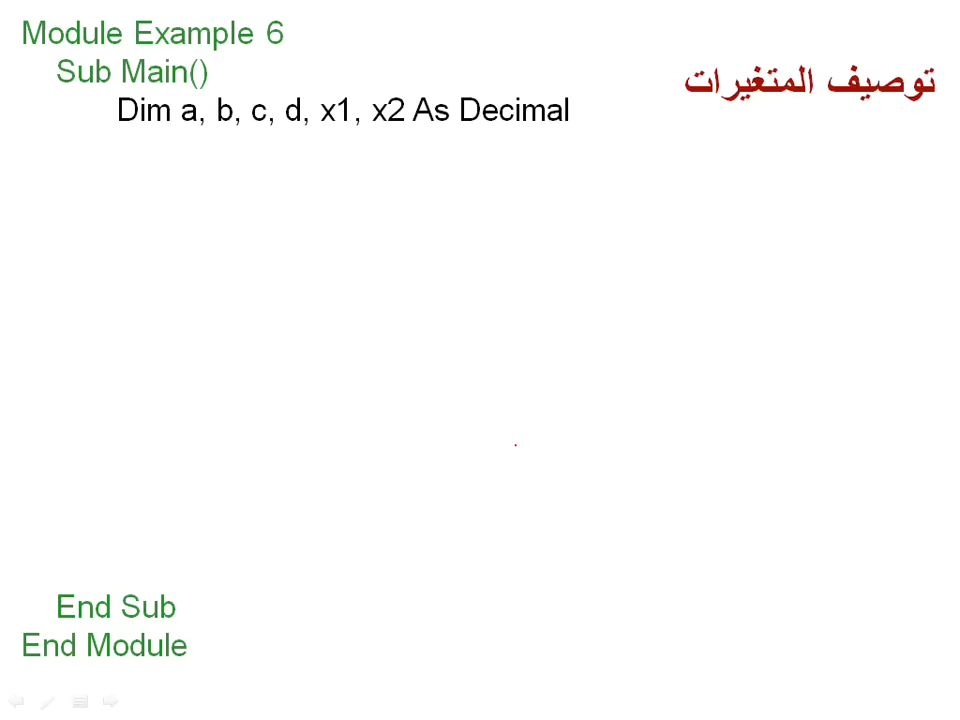 Module Example 6
Sub Main()
توصيف المتغيرات
Dim a, b, c, d, x1, x2 As Decimal
End Sub
End Module